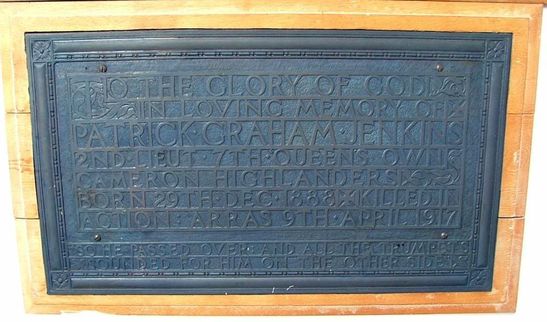 TO THE GLORY OF GOD
IN LOVING MEMORY OF
PATRICK·GRAHAM·JENKINS
2ND·LIEUT·7TH·QUEENS OWN
CAMERON HIGHLANDERS
BORN·29TH·DEC·1888 KILLED IN
ACTION·ARRAS 9TH·APRIL 1917
SO HE PASSED OVER AND ALL THE TRUMPETS
SOUNDED FOR HIM ON THE OTHER SIDE